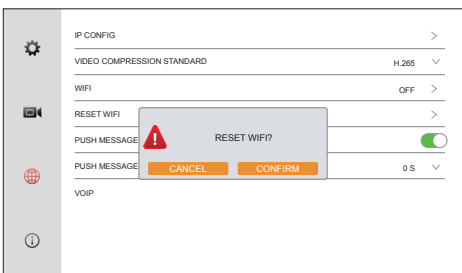 IP CONFIG
VIDEO COMPRESSION STANDARD H.265
WIFI OFF
RESET WIFI
PUSH MESSAGE
RESET WIFI?
PUSH MESSAGE 0 S
CANCEL CONFIRM
VOIP